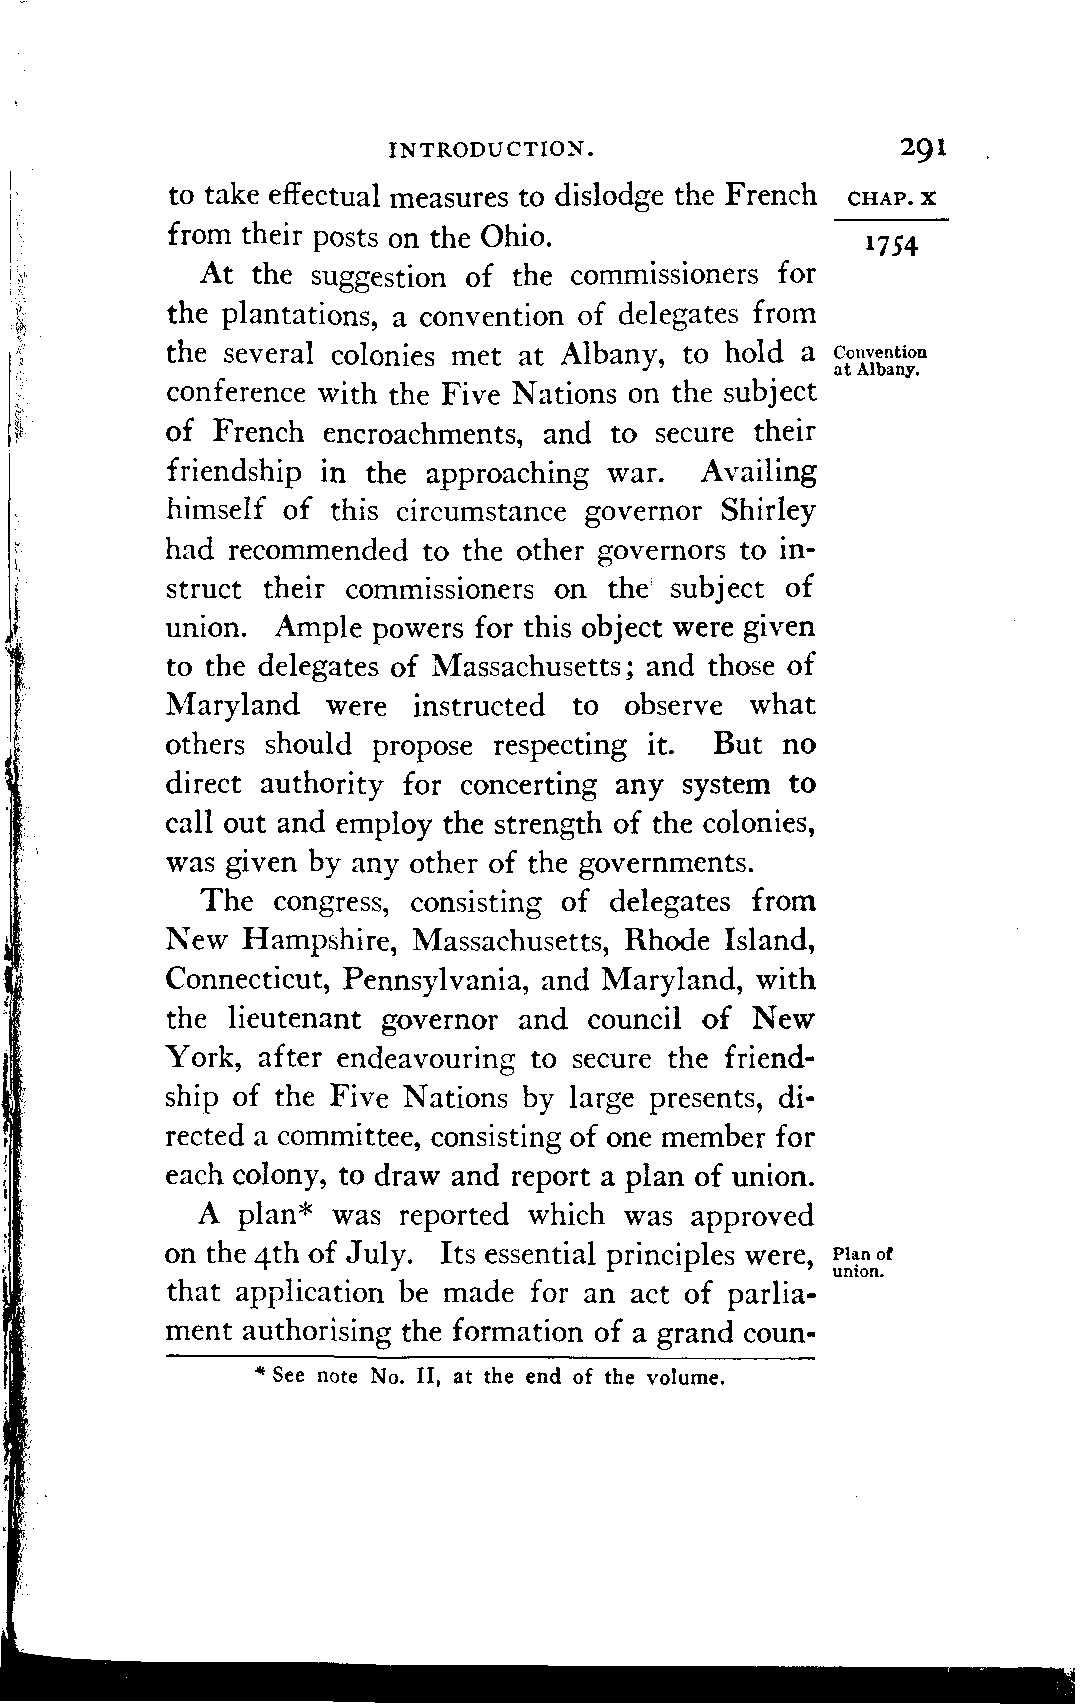 INTRODUCTION. 291
to take effectual measures to dislodge the French CHAP. X
from their posts on the Ohio. 1754
At the suggestion of the commissioners for
the plantations, a convention of delegates from
the several colonies met at Albany, to hold a Convention
at Albany.
conference with the Five Nations on the subject
of French encroachments, and to secure their
friendship in the approaching war. Availing
himself of this circumstance governor Shirley
had recommended to the other governors to in-
struct their commissioners on the subject of
union. Ample powers for this object were given
to the delegates of Massachusetts; and those of
Maryland were instructed to observe what
others should propose respecting it. But no
direct authority for concerting any system to
call out and employ the strength of the colonies,
was given by any other of the governments.
The congress, consisting of delegates from
New Hampshire, Massachusetts, Rhode Island,
Connecticut, Pennsylvania, and Maryland, with
the lieutenant governor and council of New
York, after endeavouring to secure the friend-
ship of the Five Nations by large presents, di-
rected a committee, consisting of one member for
each colony, to draw and report a plan of union.
A plan* was reported which was approved
on the 4th of July. Its essential principles were, Plan of
union.
that application be made for an act of parlia-
ment authorising the formation of a grand coun-
* See note No. II, at the end of the volume.